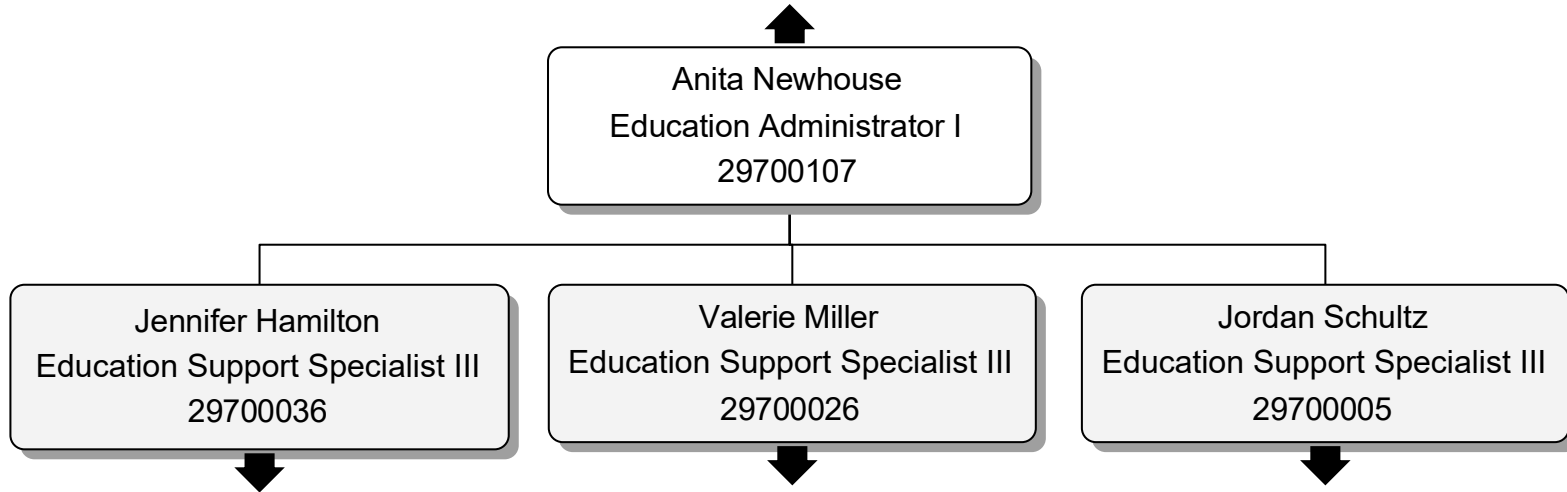 Anita Newhouse
Education Administrator I
29700107
Jennifer Hamilton
Education Support Specialist III
29700036
Valerie Miller
Education Support Specialist III
29700026
Jordan Schultz
Education Support Specialist III
29700005